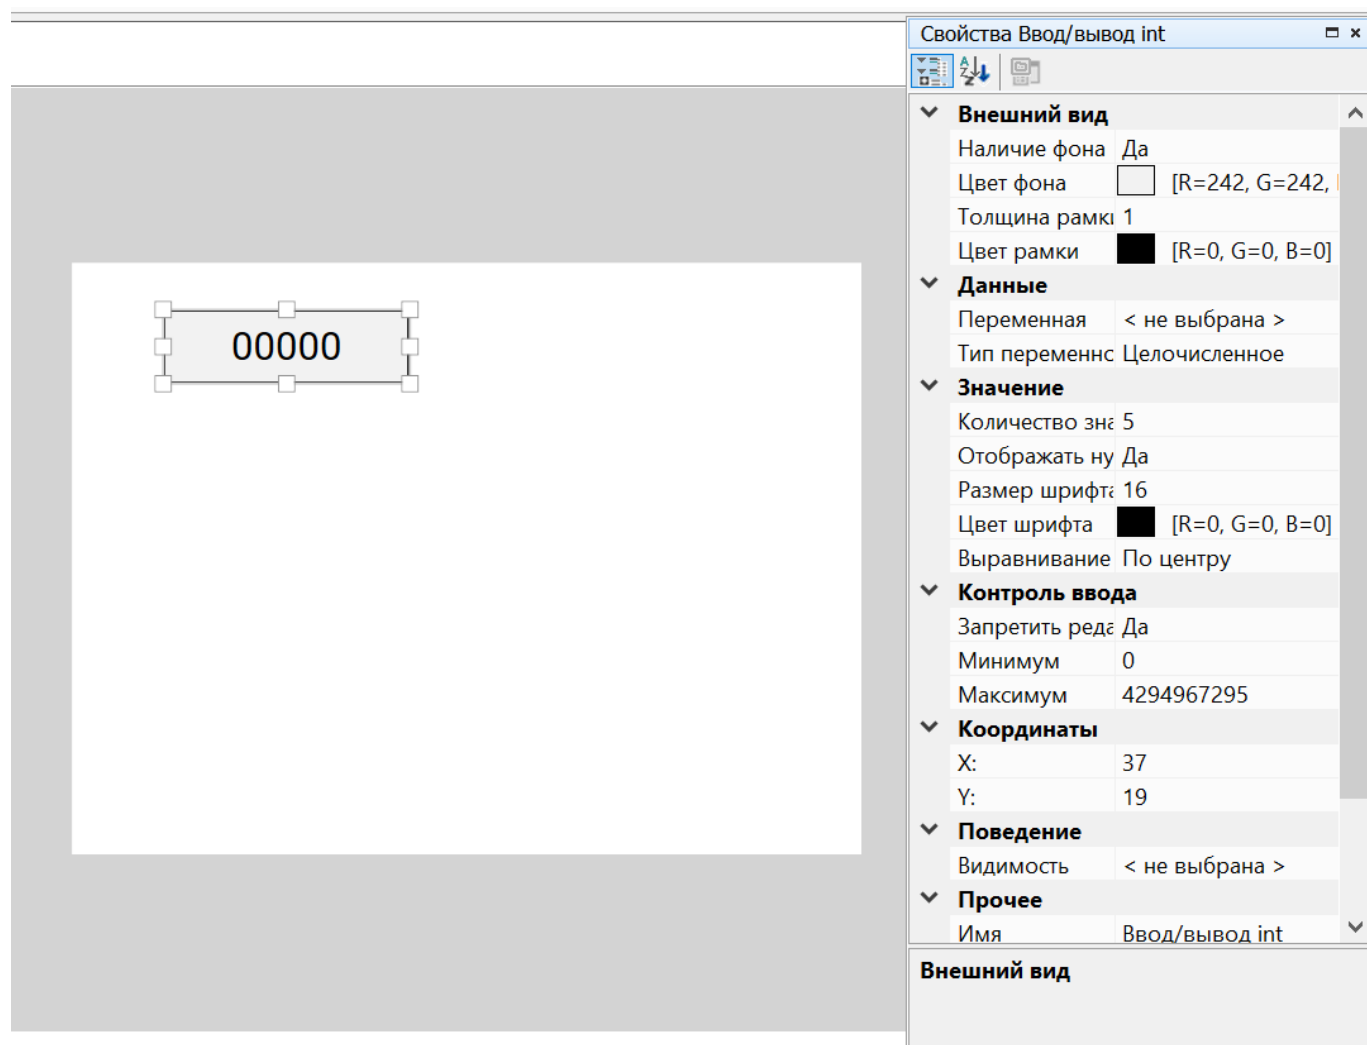 Свойства Ввод/вывод int
Внешний вид
Наличие фона Да
Цвет фона [R=242, G=242,
Толщина рамки 1
Цвет рамки [R=0, G=0, B=0]
Данные
Переменная < не выбрана >
Тип переменнс Целочисленное
Значение
Количество зна 5
Отображать ну Да
Размер шрифта 16
Цвет шрифта [R=0, G=0, B=0]
Выравнивание По центру
Контроль ввода
Запретить реда Да
Минимум 0
Максимум 4294967295
Координаты
X: 37
Y: 19
Поведение
Видимость < не выбрана >
Прочее
Имя Ввод/вывод int
Внешний вид
00000